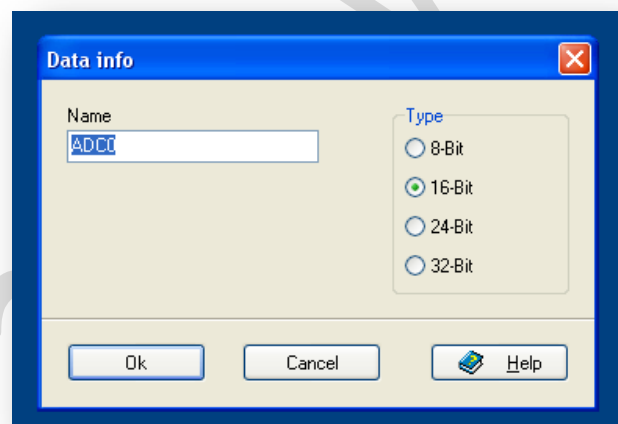 Data info
Name
ADC0
Type
8-Bit
16-Bit
24-Bit
32-Bit
Ok
Cancel
Help